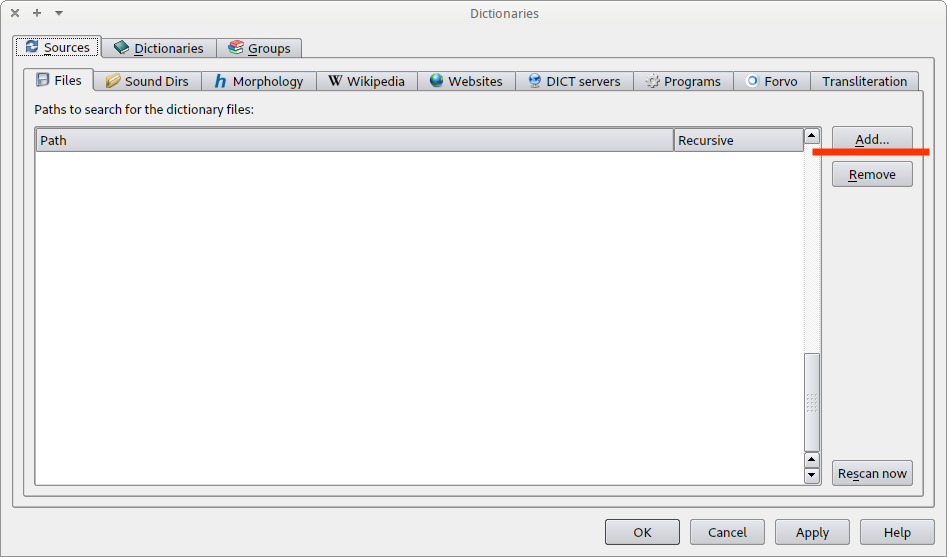 Dictionaries
Sources Dictionaries Groups
Files Sound Dirs Morphology Wikipedia Websites DICT servers Programs Forvo Transliteration
Paths to search for the dictionary files:
Path Recursive Add...
Remove
Rescan now
OK Cancel Apply Help